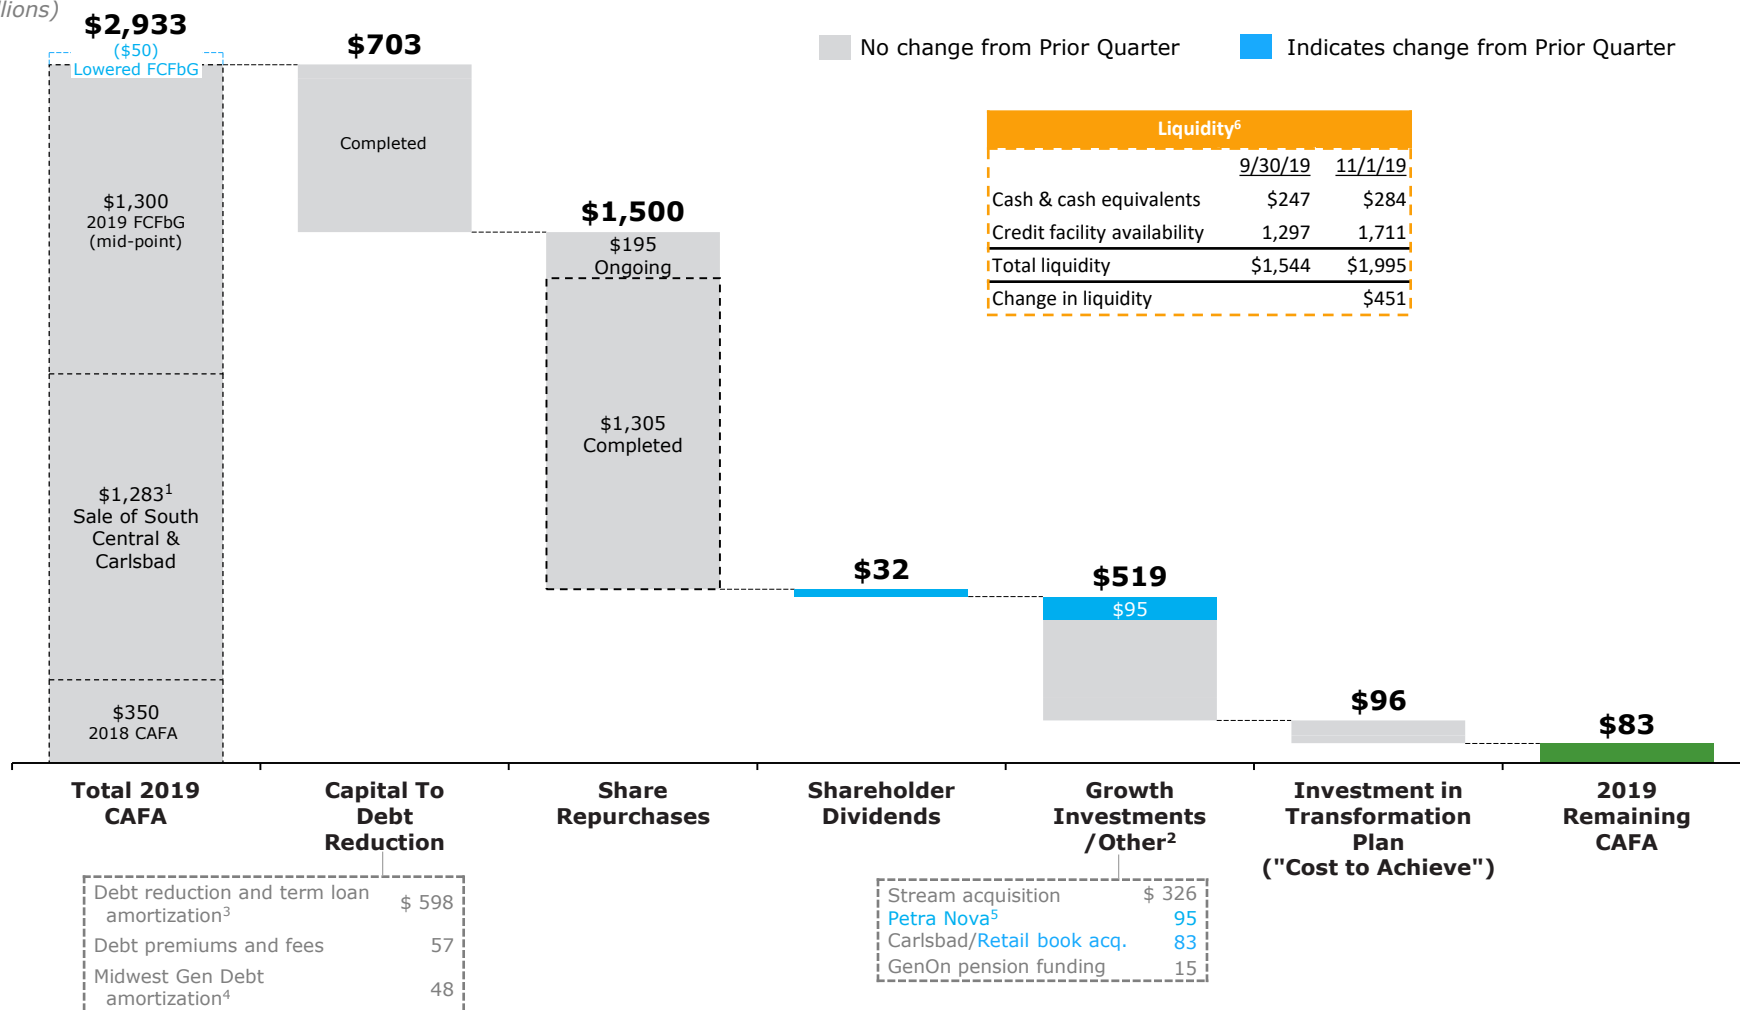 llions)
$2,933
($50)
Lowered FCFbG
$1,300
2019 FCFbG
(mid-point)
$1,283¹
Sale of South
Central &
Carlsbad
$350
2018 CAFA
$703
Completed
$1,500
$195
Ongoing
$1,305
Completed
$32
$519
$95
$96
$83
No change from Prior Quarter
Indicates change from Prior Quarter
Liquidity⁶
9/30/19 11/1/19
Cash & cash equivalents $247 $284
Credit facility availability 1,297 1,711
Total liquidity $1,544 $1,995
Change in liquidity $451
Total 2019
CAFA
Capital To
Debt
Reduction
Share
Repurchases
Shareholder
Dividends
Growth
Investments
/Other²
Investment in
Transformation
Plan
("Cost to Achieve")
2019
Remaining
CAFA
Debt reduction and term loan
amortization³ $ 598
Debt premiums and fees 57
Midwest Gen Debt
amortization⁴ 48
Stream acquisition $ 326
Petra Nova⁵ 95
Carlsbad/Retail book acq. 83
GenOn pension funding 15